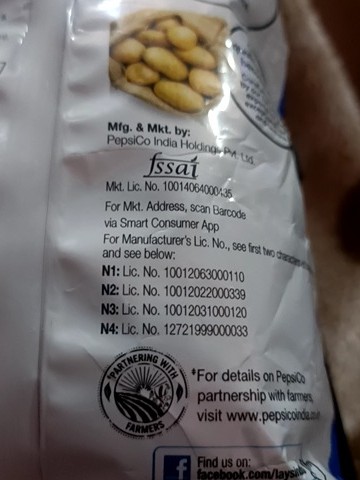 Mfg. & Mkt. by:
PepsiCo India Holdings Pvt. Ltd.
fssai
Mkt. Lic. No. 10014064000435
For Mkt. Address, scan Barcode
via Smart Consumer App
For Manufacturer's Lic. No., see first two
and see below:
N1: Lic. No. 10012063000110
N2: Lic. No. 10012022000339
N3: Lic. No. 10012031000120
N4: Lic. No. 12721999000033
PARTNERING WITH
FARMERS
*For details on PepsiCo
partnership with farmers,
visit www.pepsicoindia.co
Find us on:
facebook.com/lays